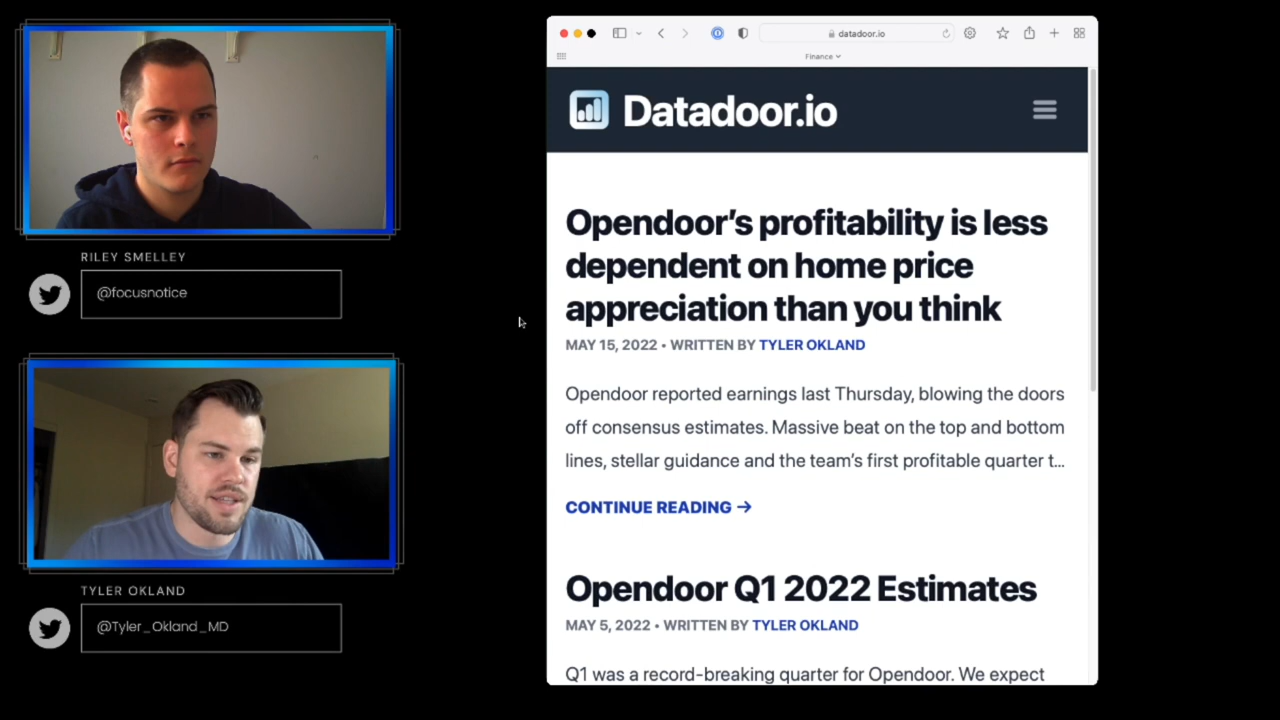 RILEY SMELLEY
@focusnotice
TYLER OKLAND
@Tyler_Okland_MD
datadoor.io
Finance
Datadoor.io
Opendoor’s profitability is less
dependent on home price
appreciation than you think
MAY 15, 2022 • WRITTEN BY TYLER OKLAND
Opendoor reported earnings last Thursday, blowing the doors
off consensus estimates. Massive beat on the top and bottom
lines, stellar guidance and the team’s first profitable quarter t...
CONTINUE READING →
Opendoor Q1 2022 Estimates
MAY 5, 2022 • WRITTEN BY TYLER OKLAND
Q1 was a record-breaking quarter for Opendoor. We expect